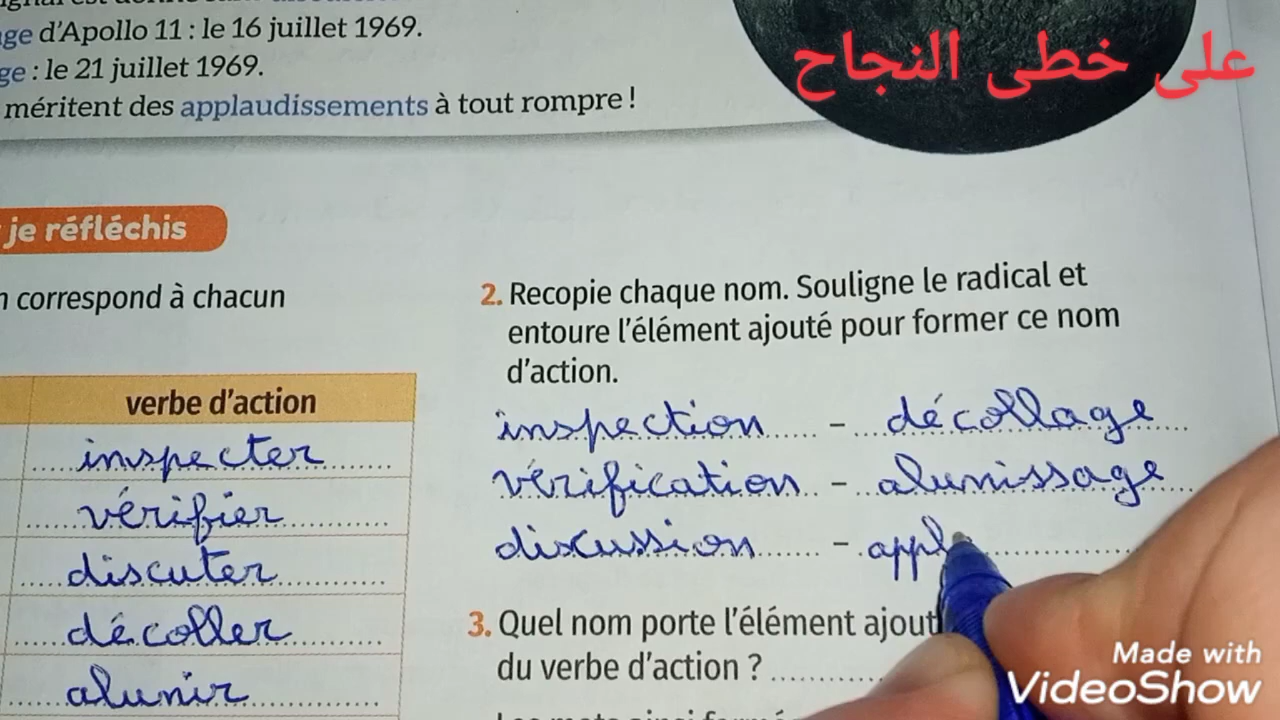 d'Apollo 11 : le 16 juillet 1969.
: le 21 juillet 1969.
méritent des applaudissements à tout rompre !
على خطى النجاح
je réfléchis
correspond à chacun
verbe d'action
inspecter
vérifier
discuter
décoller
alunir
2. Recopie chaque nom. Souligne le radical et
entoure l'élément ajouté pour former ce nom
d'action.
inspection - décollage
vérification - alunissage
discussion - appl
3. Quel nom porte l'élément ajout
du verbe d'action ?
Made with
VideoShow